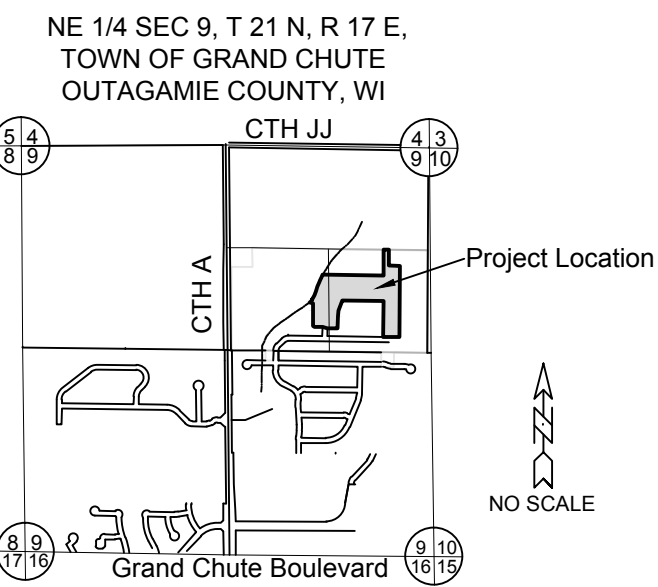 NE 1/4 SEC 9, T 21 N, R 17 E,
TOWN OF GRAND CHUTE
OUTAGAMIE COUNTY, WI
CTH JJ
5 4
8 9
4 3
9 10
CTH A
Project Location
N
NO SCALE
8 9
17 16
Grand Chute Boulevard
9 10
16 15